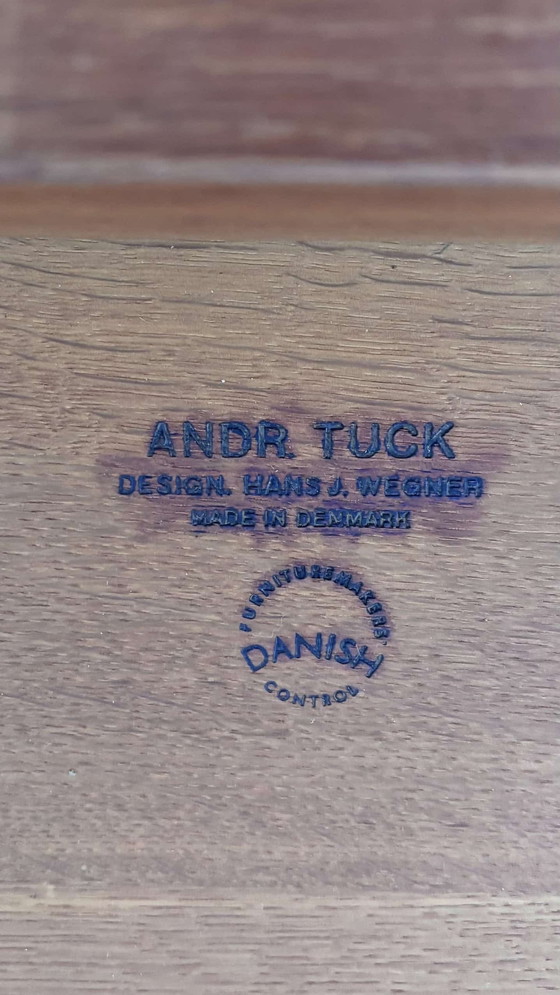 ANDR. TUCK
DESIGN. HANS J. WEGNER
MADE IN DENMARK
FURNITUREMAKERS'
DANISH
CONTROL